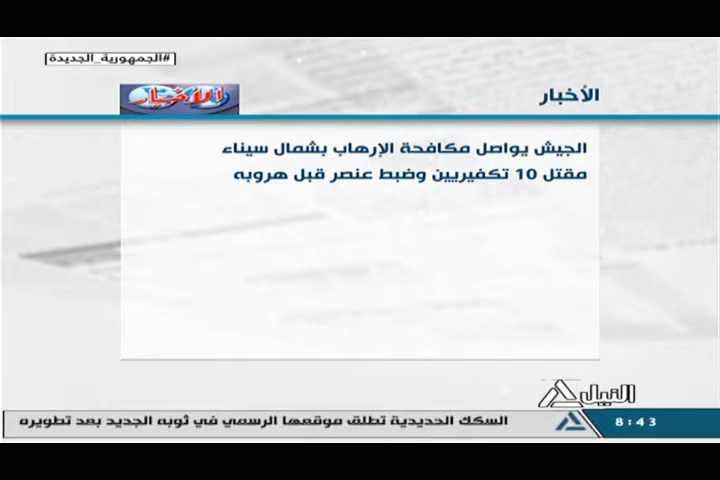 #الجمهورية_الجديدة
الأخبار
الأخبار
الجيش يواصل مكافحة الإرهاب بشمال سيناء
مقتل 10 تكفيريين وضبط عنصر قبل هروبه
النيل
8:43
السكك الحديدية تطلق موقعها الرسمي في ثوبه الجديد بعد تطويره